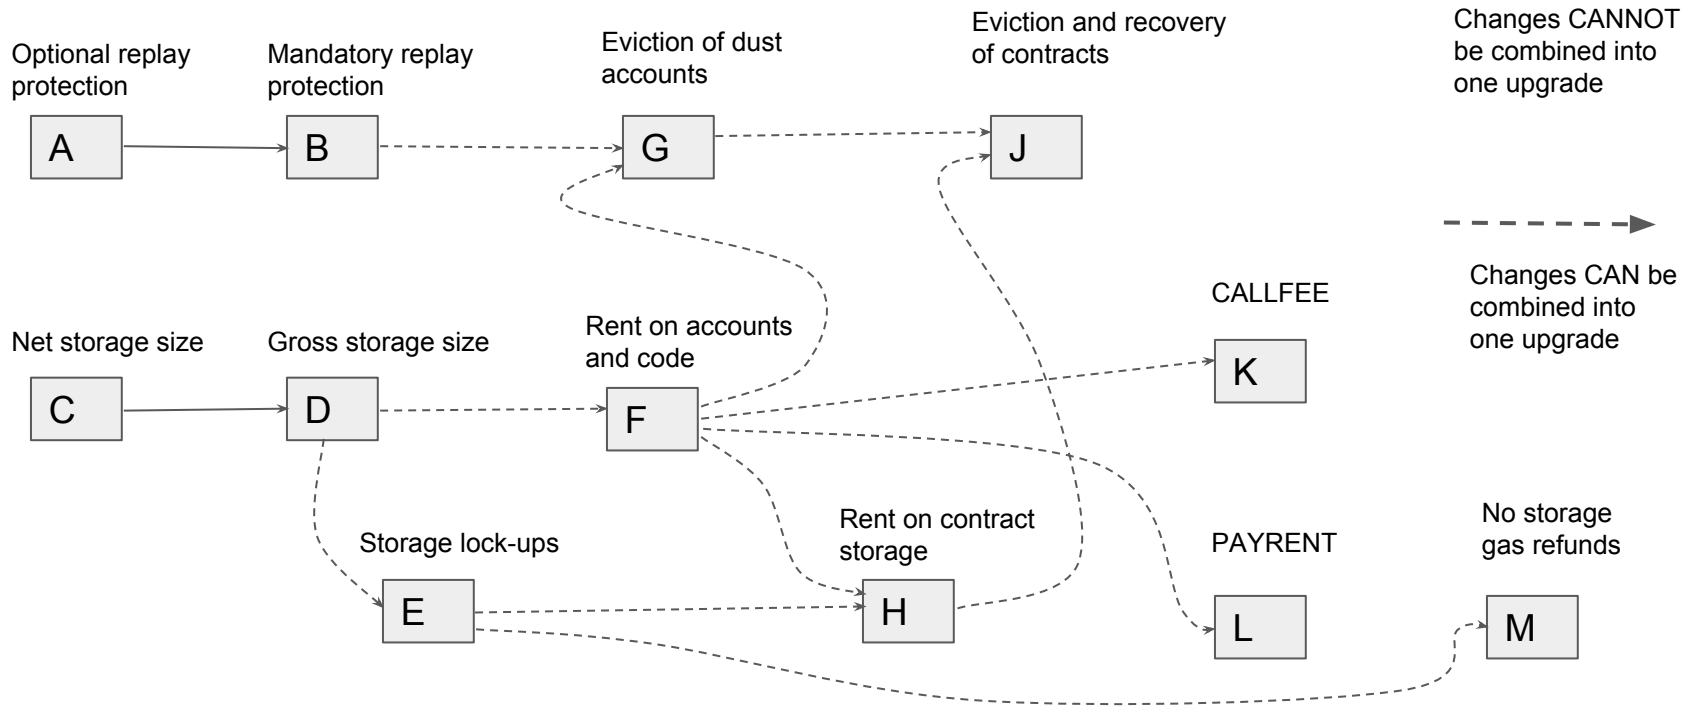 Optional replay
protection
A
Mandatory replay
protection
B
Eviction of dust
accounts
G
Eviction and recovery
of contracts
J
Changes CANNOT
be combined into
one upgrade
Changes CAN be
combined into
one upgrade
Net storage size
C
Gross storage size
D
Rent on accounts
and code
F
CALLFEE
K
Storage lock-ups
E
Rent on contract
storage
H
PAYRENT
L
No storage
gas refunds
M